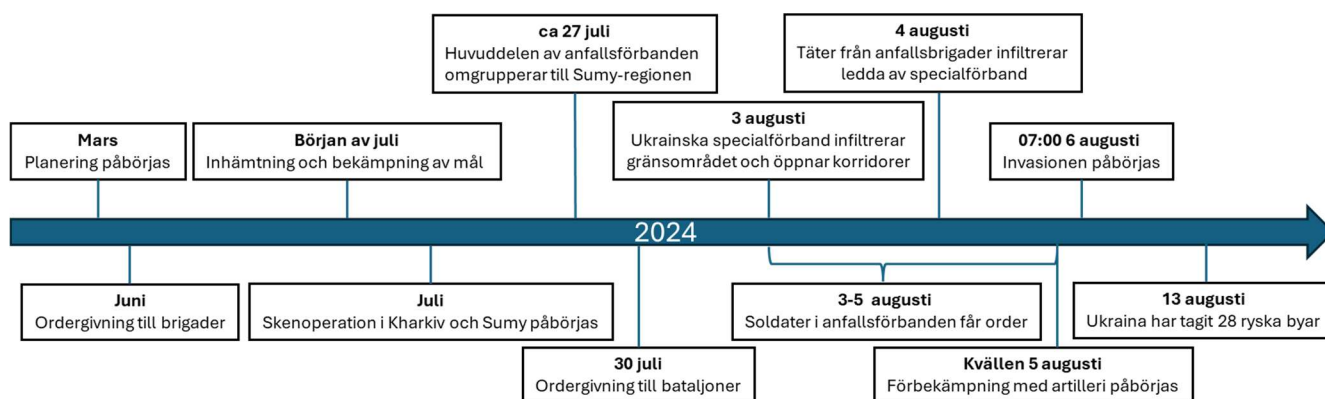 ca 27 juli
Huvuddelen av anfallsförbanden
omgrupperar till Sumy-regionen
4 augusti
Täter från anfallsbrigader infiltrerar
ledda av specialförband
Mars
Planering påbörjas
Början av juli
Inhämtning och bekämpning av mål
3 augusti
Ukrainska specialförband infiltrerar
gränsområdet och öppnar korridorer
07:00 6 augusti
Invasionen påbörjas
2024
Juni
Ordergivning till brigader
Juli
Skenoperation i Kharkiv och Sumy påbörjas
3-5 augusti
Soldater i anfallsförbanden får order
13 augusti
Ukraina har tagit 28 ryska byar
30 juli
Ordergivning till bataljoner
Kvällen 5 augusti
Förbekämpning med artilleri påbörjas